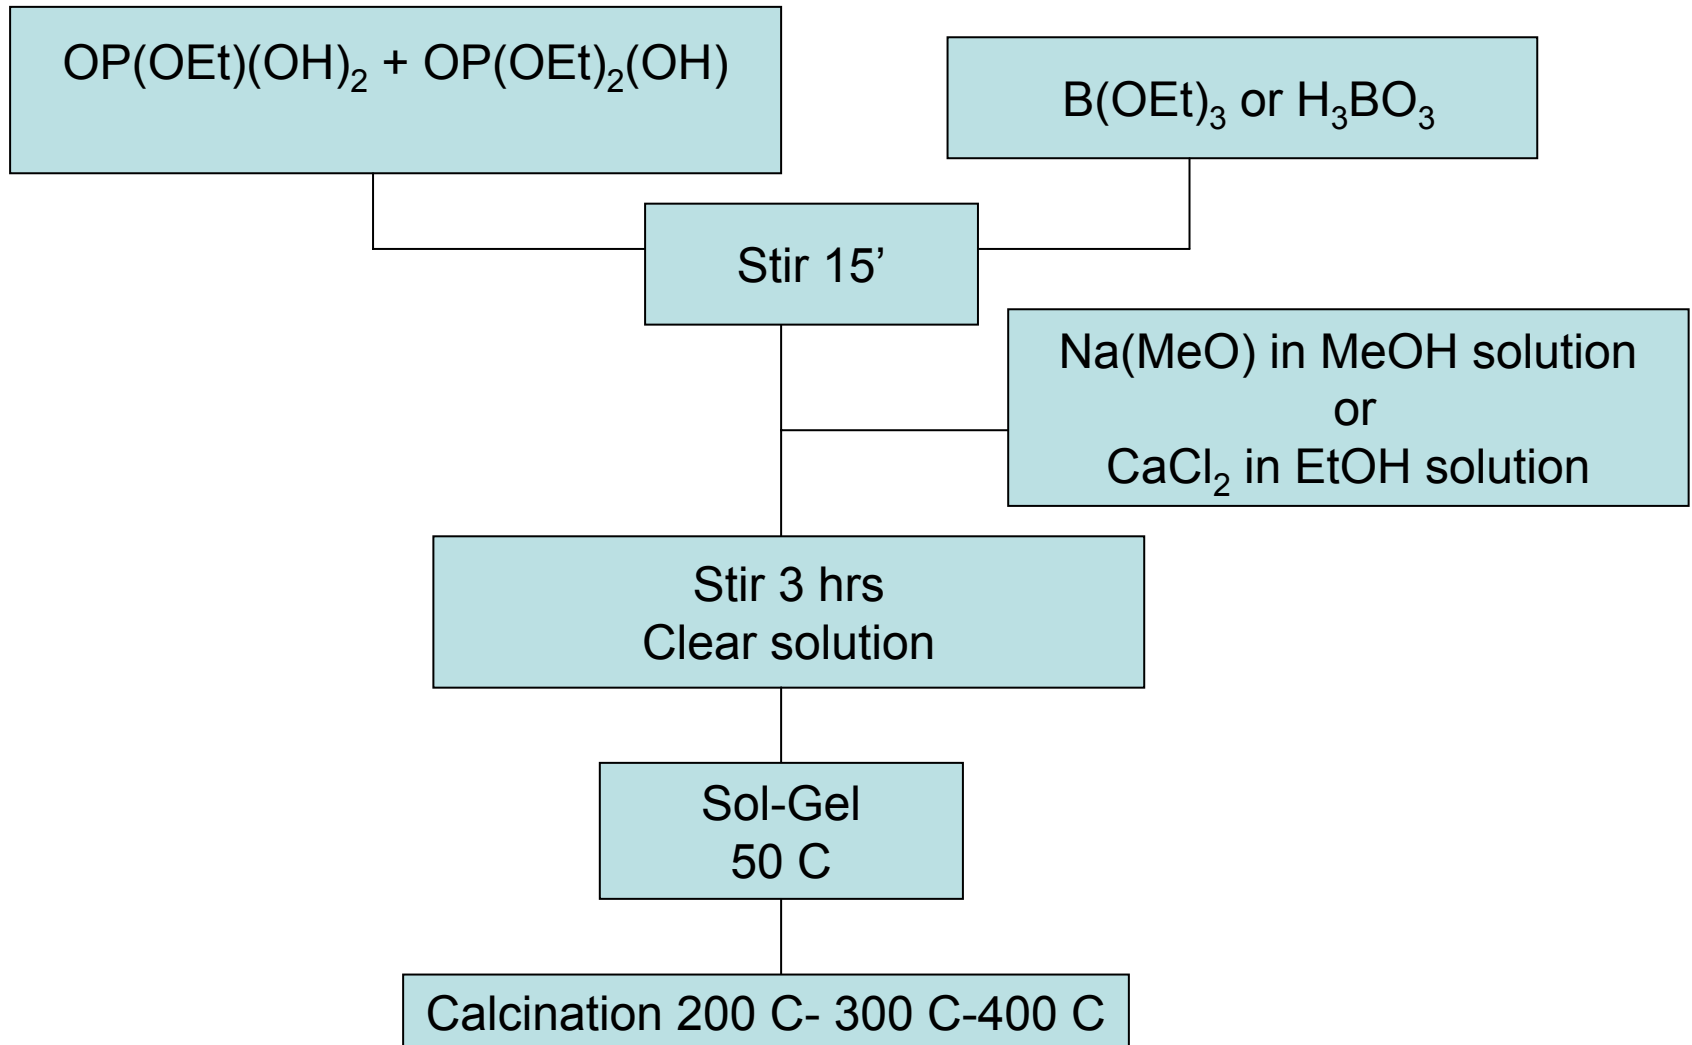 OP(OEt)(OH)₂ + OP(OEt)₂(OH)
B(OEt)₃ or H₃BO₃
Stir 15’
Na(MeO) in MeOH solution
or
CaCl₂ in EtOH solution
Stir 3 hrs
Clear solution
Sol-Gel
50 C
Calcination 200 C- 300 C-400 C